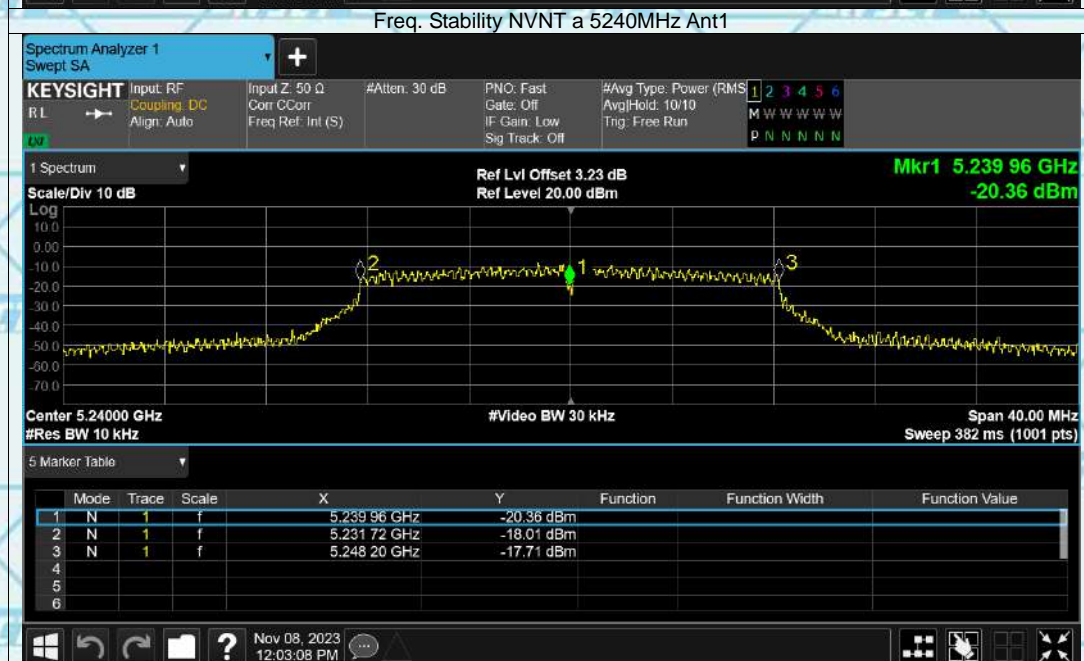 Freq. Stability NVNT a 5240MHz Ant1
Spectrum Analyzer 1
Swept SA
+
KEYSIGHT Input: RF Input Z: 50 Ω #Atten: 30 dB PNO: Fast #Avg Type: Power (RMS 1 2 3 4 5 6
RL Coupling: DC Corr CCorr Gate: Off Avg|Hold: 10/10 M W W W W W
Align: Auto Freq Ref: Int (S) IF Gain: Low Trig: Free Run
Sig Track: Off P N N N N N
LXI
1 Spectrum Ref Lvl Offset 3.23 dB Mkr1 5.239 96 GHz
Scale/Div 10 dB Ref Level 20.00 dBm -20.36 dBm
Log
10.0
0.00
-10.0
2 1 3
-20.0
-30.0
-40.0
-50.0
-60.0
-70.0
Center 5.24000 GHz #Video BW 30 kHz Span 40.00 MHz
#Res BW 10 kHz Sweep 382 ms (1001 pts)
5 Marker Table
Mode Trace Scale X Y Function Function Width Function Value
1 N 1 f 5.239 96 GHz -20.36 dBm
2 N 1 f 5.231 72 GHz -18.01 dBm
3 N 1 f 5.248 20 GHz -17.71 dBm
4
5
6
? Nov 08, 2023
12:03:08 PM